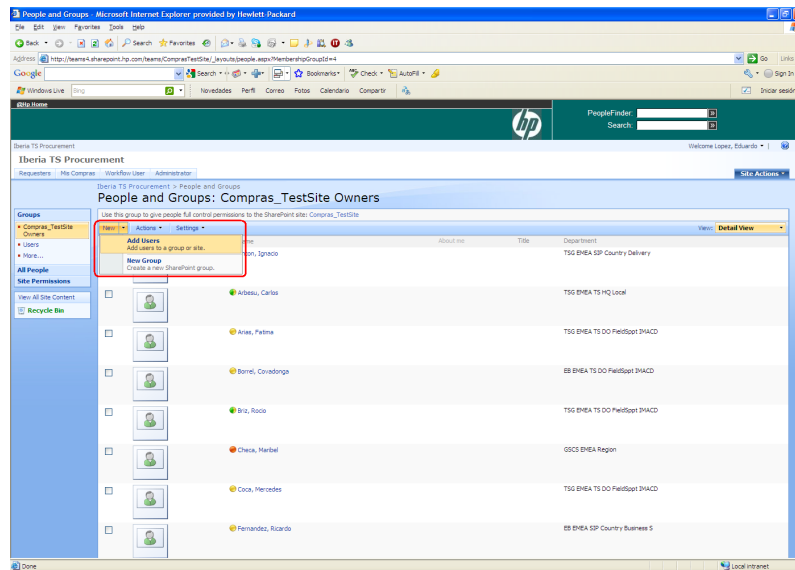 People and Groups - Microsoft Internet Explorer provided by Hewlett-Packard
File Edit View Favorites Tools Help
Back Search Favorites
Address http://teams4.sharepoint.hp.com/teams/ComprasTestSite/_layouts/people.aspx?MembershipGroupId=4 Go Links
Google Search Bookmarks Check AutoFill Sign In
Windows Live Bing Novedades Perfil Correo Fotos Calendario Compartir Iniciar sesión
@Hp Home
hp
PeopleFinder:
Search:
Iberia TS Procurement Welcome Lopez, Eduardo
Iberia TS Procurement
Requesters Mis Compras Workflow User Administrator Site Actions
Iberia TS Procurement > People and Groups
People and Groups: Compras_TestSite Owners
Groups
Compras_TestSite Owners
Users
More...
All People
Site Permissions
View All Site Content
Recycle Bin
Use this group to give people full control permissions to the SharePoint site: Compras_TestSite
New Actions Settings View: Detail View
Add Users
Add users to a group or site.
New Group
Create a new SharePoint group.
About me Title Department
Ignacio TSG EMEA SIP Country Delivery
Arbesu, Carlos TSG EMEA TS HQ Local
Arias, Fatima TSG EMEA TS DO FieldSppt IMACD
Borrel, Covadonga EB EMEA TS DO FieldSppt IMACD
Briz, Rocio TSG EMEA TS DO FieldSppt IMACD
Checa, Maribel GSCS EMEA Region
Coca, Mercedes TSG EMEA TS DO FieldSppt IMACD
Fernandez, Ricardo EB EMEA SIP Country Business S
Done Local intranet